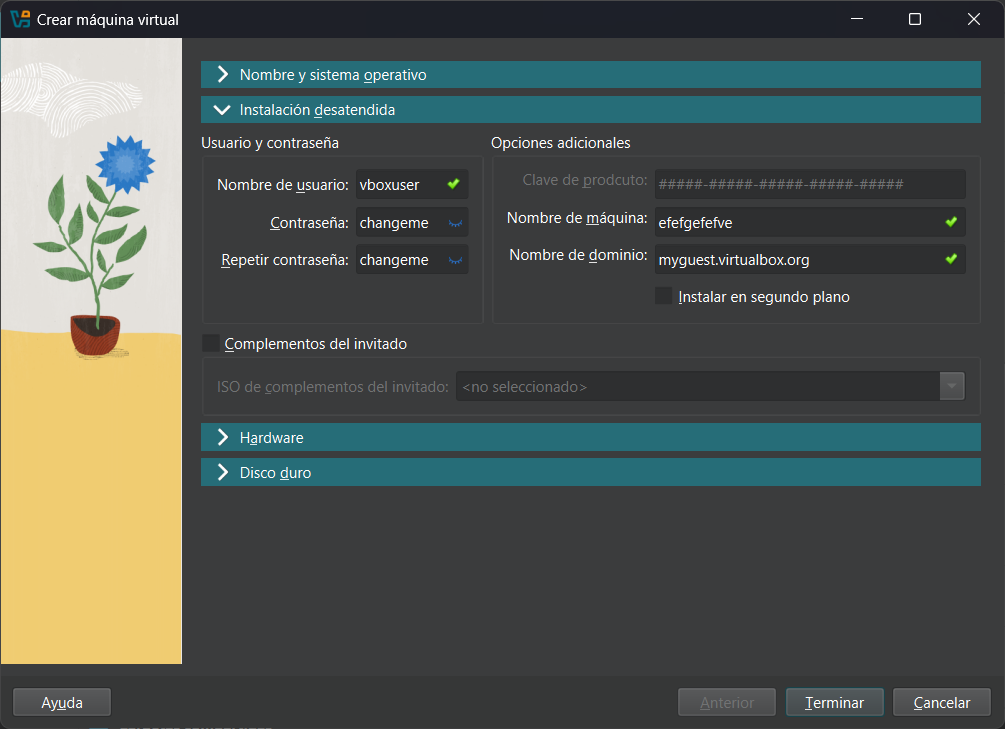 Crear máquina virtual
Nombre y sistema operativo
Instalación desatendida
Usuario y contraseña
Nombre de usuario: vboxuser
Contraseña: changeme
Repetir contraseña: changeme
Opciones adicionales
Clave de prodcuto: #####-#####-#####-#####-#####
Nombre de máquina: efefgefefve
Nombre de dominio: myguest.virtualbox.org
Instalar en segundo plano
Complementos del invitado
ISO de complementos del invitado: <no seleccionado>
Hardware
Disco duro
Ayuda
Anterior
Terminar
Cancelar